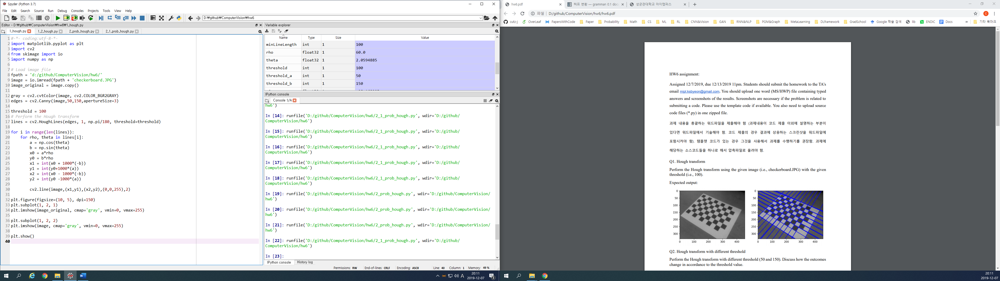 Spyder (Python 3.7)
File Edit Search Source Run Debug Consoles Projects Tools View Help
D:₩github₩ComputerVision₩hw6
Editor - D:₩github₩ComputerVision₩hw6₩1_hough.py
1_hough.py 1_2_hough.py 2_prob_hough.py 2_1_prob_hough.py
1 #-*- coding:utf-8-*-
2 import matplotlib.pyplot as plt
3 import cv2
4 from skimage import io
5 import numpy as np
6
7 # Load image file
8 fpath = 'd:/github/ComputerVision/hw6/'
9 image = io.imread(fpath + 'checkerboard.JPG')
10 image_original = image.copy()
11
12 gray = cv2.cvtColor(image, cv2.COLOR_BGR2GRAY)
13 edges = cv2.Canny(image,50,150,apertureSize=3)
14
15 threshold = 100
16 # Perform the Hough transform
17 lines = cv2.HoughLines(edges, 1, np.pi/180, threshold=threshold)
18
19 for i in range(len(lines)):
20     for rho, theta in lines[i]:
21         a = np.cos(theta)
22         b = np.sin(theta)
23         x0 = a*rho
24         y0 = b*rho
25         x1 = int(x0 + 1000*(-b))
26         y1 = int(y0+1000*(a))
27         x2 = int(x0 - 1000*(-b))
28         y2 = int(y0 -1000*(a))
29
30         cv2.line(image,(x1,y1),(x2,y2),(0,0,255),2)
31
32 plt.figure(figsize=(10, 5), dpi=150)
33 plt.subplot(1, 2, 1)
34 plt.imshow(image_original, cmap='gray', vmin=0, vmax=255)
35
36 plt.subplot(1, 2, 2)
37 plt.imshow(image, cmap='gray', vmin=0, vmax=255)
38
39 plt.show()
40
Variable explorer
Name Type Size Value
minLineLength int 1 100
rho float32 1 60.0
theta float32 1 2.0594885
threshold int 1 100
threshold_a int 1 50
threshold_b int 1 150
IPython console
Console 1/A
hw6')
In [14]: runfile('D:/github/ComputerVision/hw6/2_1_prob_hough.py', wdir='D:/github/
ComputerVision/hw6')
In [15]: runfile('D:/github/ComputerVision/hw6/2_1_prob_hough.py', wdir='D:/github/
ComputerVision/hw6')
In [16]: runfile('D:/github/ComputerVision/hw6/2_1_prob_hough.py', wdir='D:/github/
ComputerVision/hw6')
In [17]: runfile('D:/github/ComputerVision/hw6/2_1_prob_hough.py', wdir='D:/github/
ComputerVision/hw6')
In [18]: runfile('D:/github/ComputerVision/hw6/2_1_prob_hough.py', wdir='D:/github/
ComputerVision/hw6')
In [19]: runfile('D:/github/ComputerVision/hw6/2_prob_hough.py', wdir='D:/github/ComputerVision/
hw6')
In [20]: runfile('D:/github/ComputerVision/hw6/2_prob_hough.py', wdir='D:/github/ComputerVision/
hw6')
In [21]: runfile('D:/github/ComputerVision/hw6/2_prob_hough.py', wdir='D:/github/ComputerVision/
hw6')
In [22]: runfile('D:/github/ComputerVision/hw6/2_1_prob_hough.py', wdir='D:/github/
ComputerVision/hw6')
In [23]:
IPython console History log
Permissions: RW End-of-lines: CRLF Encoding: ASCII Line: 40 Column: 1 Memory: 49 %
A 20:11
2019-12-07 3
hw6.pdf 허프 변환 — gramman 0.1 doc 성균관대학교 아이캠퍼스
파일 | D:/github/ComputerVision/hw6/hw6.pdf C
cutz-j OverLeaf PapersWithCode Paper Probability Math CS ML RL CNN&Vision GAN RNN&NLP PGM&Graph MetaLearning DLframework GradSchool Google 학술 검색 lib ENDIC Docs » 기타 북마크
HW6 assignment:
Assigned 12/7/2019, due 12/13/2019 11pm. Students should submit the homework to the TA's
email mipl.ksbyeon@gmail.com. You should upload one word (MS/HWP) file containing typed
answers and screenshots of the results. Screenshots are necessary if the problem is related to
submitting a code. Please use the template code if available. You also need to upload source
code files (*.py) in one zipped file.
과제 내용을 총괄하는 워드파일을 제출해야 함 (과제내용이 코드 제출 이외에 설명하는 부분이
있다면 워드파일에서 기술해야 함. 코드 제출의 경우 결과에 상응하는 스크린샷을 워드파일에
포함시켜야 함). 템플렛 코드가 있는 경우 그것을 사용해서 과제를 수행하기를 권장함. 과제에
해당하는 소스코드들을 하나로 해서 압축파일로 올려야 함.
Q1. Hough transform
Perform the Hough transform using the given image (i.e., checkerboard.JPG) with the given
threshold (i.e., 100).
Expected output:
0 50 100 150 200 250 300
0 100 200 300 400
0 50 100 150 200 250 300
0 100 200 300 400
Q2. Hough transform with different threshold
Perform the Hough transform with different threshold (50 and 150). Discuss how the outcomes
change in accordance to the threshold value.
20:11
2019-12-07